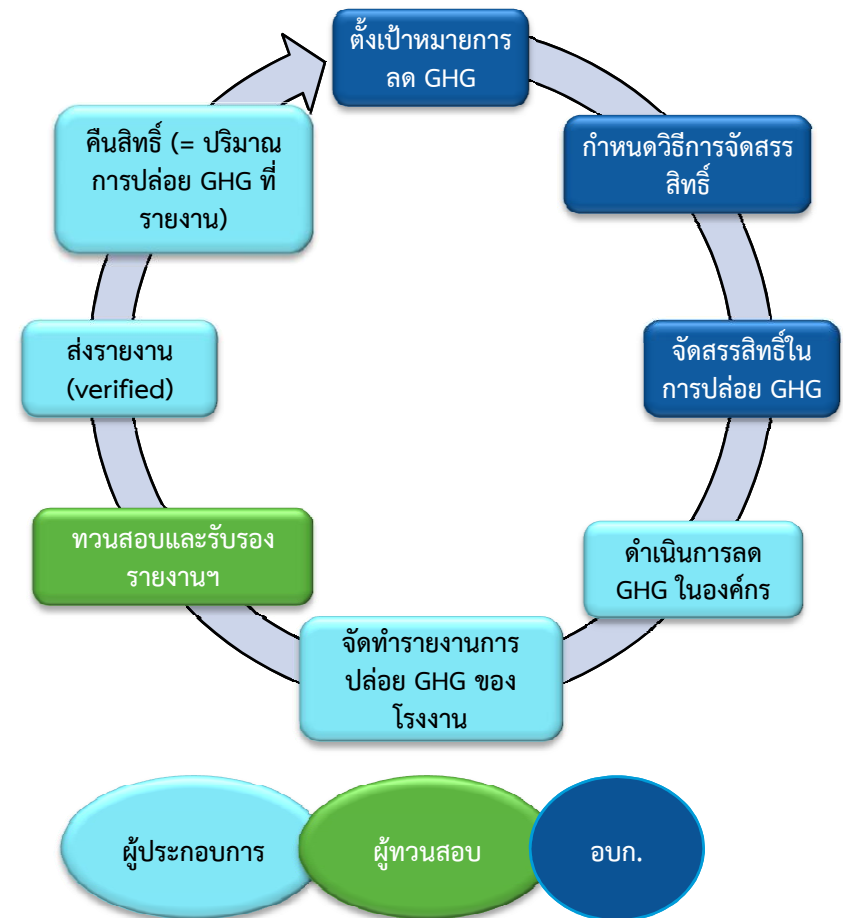 ตั้งเป้าหมายการ
ลด GHG
กำหนดวิธีการจัดสรร
สิทธิ์
จัดสรรสิทธิ์ใน
การปล่อย GHG
ดำเนินการลด
GHG ในองค์กร
จัดทำรายงานการ
ปล่อย GHG ของ
โรงงาน
ทวนสอบและรับรอง
รายงานฯ
ส่งรายงาน
(verified)
คืนสิทธิ์ (= ปริมาณ
การปล่อย GHG ที่
รายงาน)
ผู้ประกอบการ
ผู้ทวนสอบ
อบก.